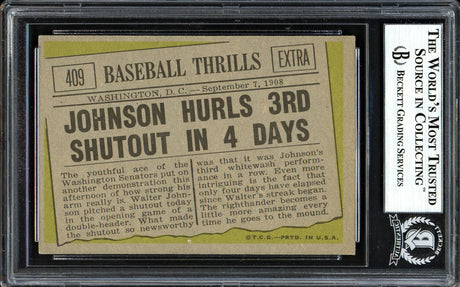 409
BASEBALL THRILLS
EXTRA
WASHINGTON, D. C.—September 7, 1908
JOHNSON HURLS 3RD
SHUTOUT IN 4 DAYS
The youthful ace of the
Washington Senators put on
another demonstration this
afternoon of how strong his
arm really is. Walter John-
son pitched a shutout today
in the opening game of a
double-header. What made
the shutout so newsworthy
was that it was Johnson's
third whitewash perform-
ance in a row. Even more
intriguing is the fact that
only four days have elapsed
since Walter's streak began.
The righthander becomes a
little more amazing every
time he goes to the mound.
© T.C.G.—PRTD. IN U.S.A.
THE WORLD'S MOST TRUSTED
SOURCE IN COLLECTING™
BECKETT GRADING SERVICES
B
BECKETT
AUTHENTIC